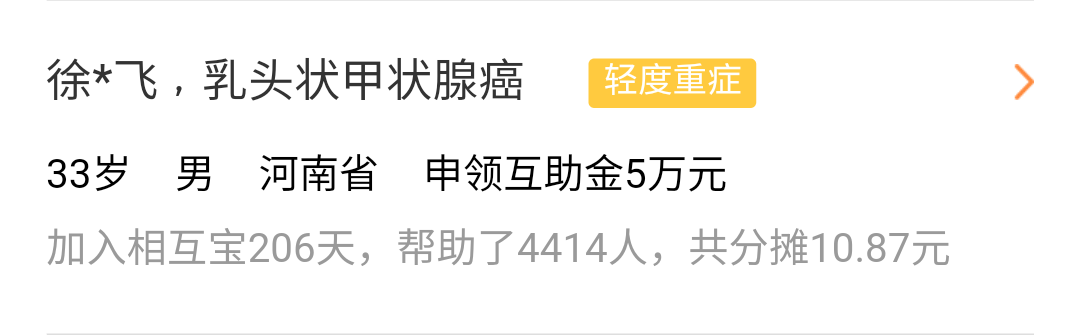 徐*飞，乳头状甲状腺癌 轻度重症
33岁 男 河南省 申领互助金5万元
加入相互宝206天，帮助了4414人，共分摊10.87元